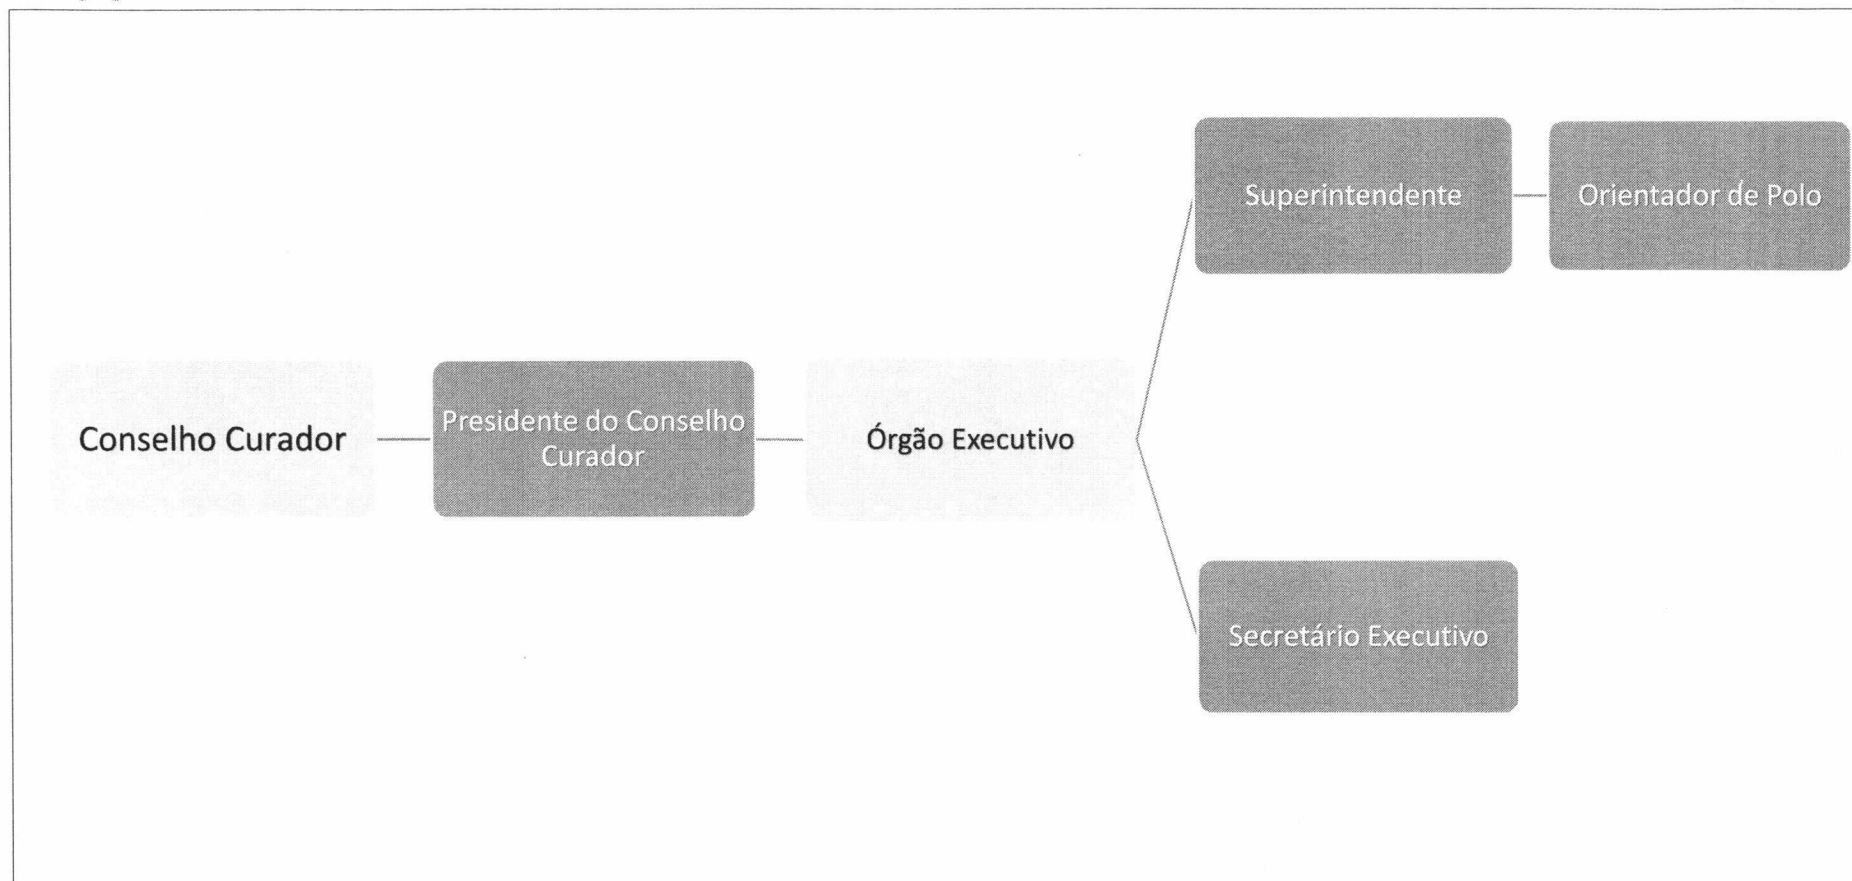 Superintendente
Orientador de Polo
Conselho Curador
Presidente do Conselho
Curador
Órgão Executivo
Secretário Executivo